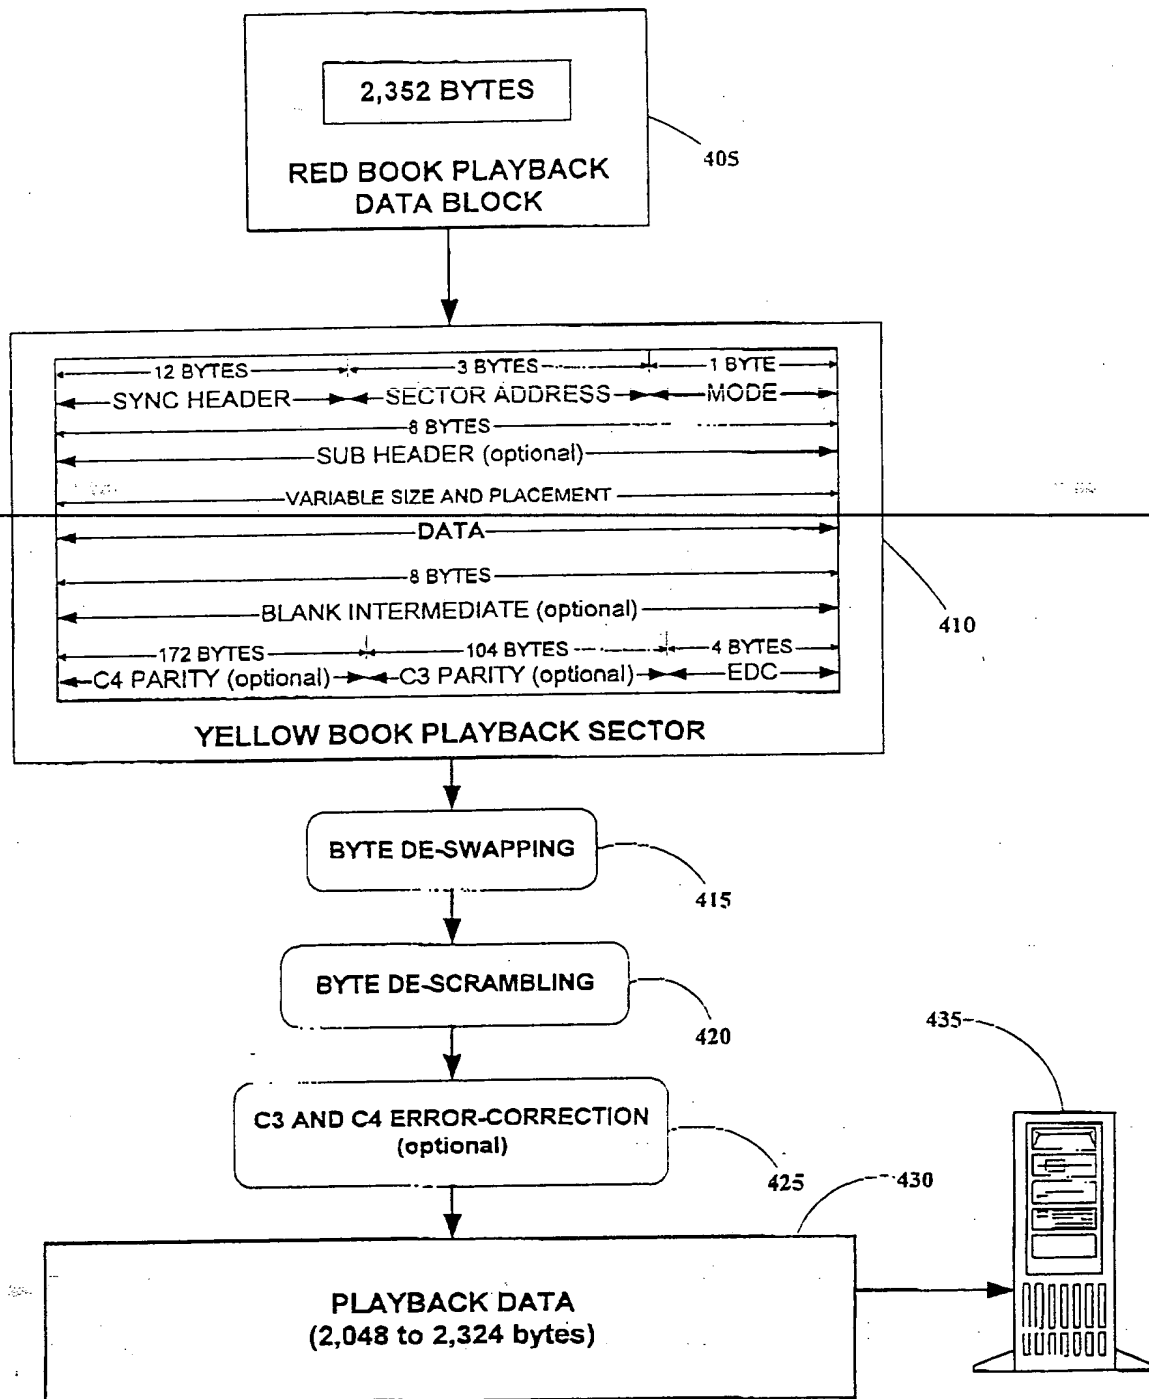 2,352 BYTES
RED BOOK PLAYBACK
DATA BLOCK
405
12 BYTES 3 BYTES 1 BYTE
SYNC HEADER SECTOR ADDRESS MODE
8 BYTES
SUB HEADER (optional)
VARIABLE SIZE AND PLACEMENT
DATA
8 BYTES
BLANK INTERMEDIATE (optional)
172 BYTES 104 BYTES 4 BYTES
C4 PARITY (optional) C3 PARITY (optional) EDC
YELLOW BOOK PLAYBACK SECTOR
410
BYTE DE-SWAPPING
415
BYTE DE-SCRAMBLING
420
435
C3 AND C4 ERROR-CORRECTION
(optional)
425
430
PLAYBACK DATA
(2,048 to 2,324 bytes)